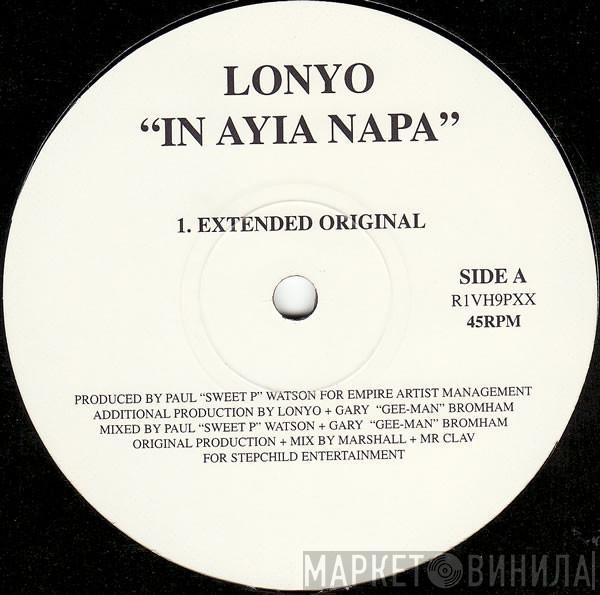 LONYO
“IN AYIA NAPA”
1. EXTENDED ORIGINAL
SIDE A
R1VH9PXX
45RPM
PRODUCED BY PAUL “SWEET P” WATSON FOR EMPIRE ARTIST MANAGEMENT
ADDITIONAL PRODUCTION BY LONYO + GARY “GEE-MAN” BROMHAM
MIXED BY PAUL “SWEET P” WATSON + GARY “GEE-MAN” BROMHAM
ORIGINAL PRODUCTION + MIX BY MARSHALL + MR CLAV
FOR STEPCHILD ENTERTAINMENT
МАРКЕТ ВИНИЛА